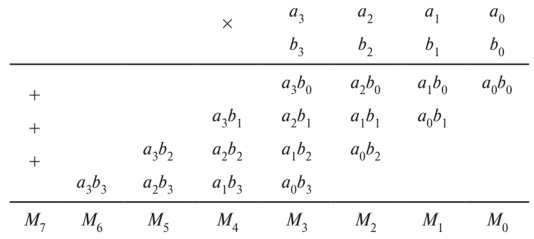 × a₃ a₂ a₁ a₀
b₃ b₂ b₁ b₀
+ a₃b₀ a₂b₀ a₁b₀ a₀b₀
+ a₃b₁ a₂b₁ a₁b₁ a₀b₁
+ a₃b₂ a₂b₂ a₁b₂ a₀b₂
a₃b₃ a₂b₃ a₁b₃ a₀b₃
M₇ M₆ M₅ M₄ M₃ M₂ M₁ M₀